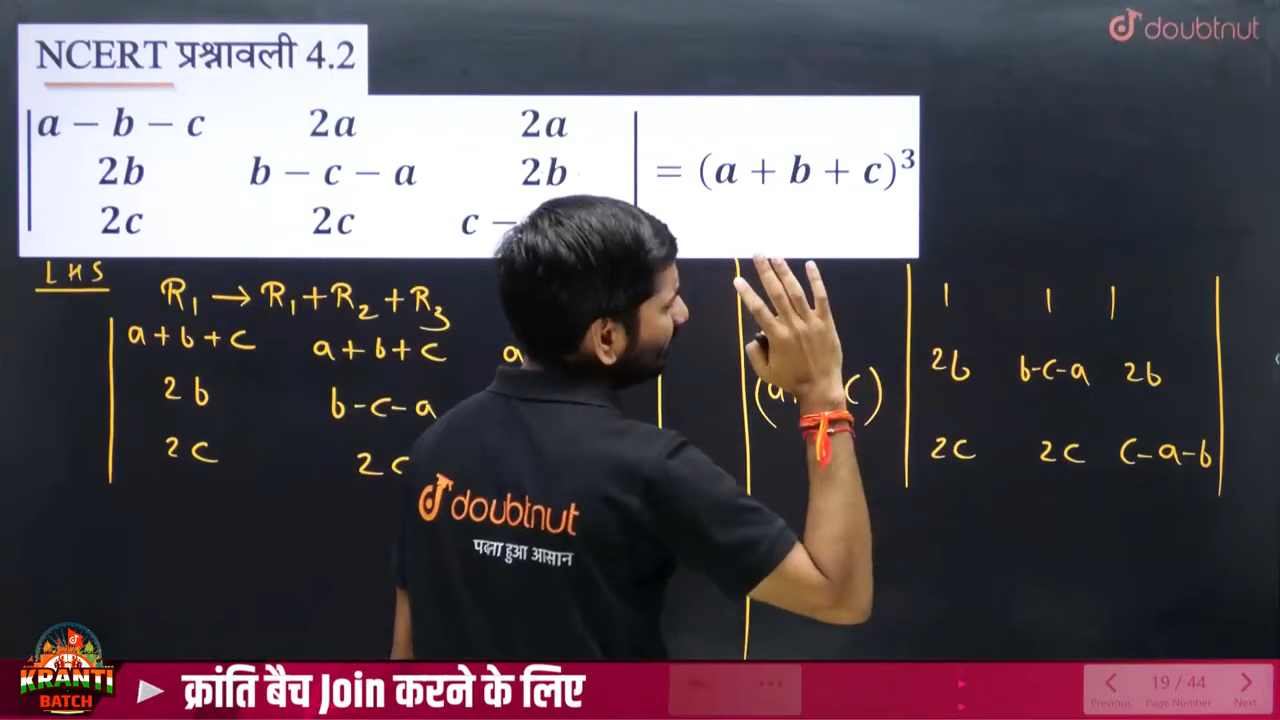 doubtnut
NCERT प्रश्नावली 4.2
a − b − c 2a 2a
2b b − c − a 2b = (a + b + c)³
2c 2c c −
LHS
R₁ → R₁ + R₂ + R₃
a+b+c a+b+c a
2b b-c-a
2c 2c
1 1 1
2b b-c-a 2b
(a c)
2c 2c c-a-b
doubtnut
पढ़ना हुआ आसान
KRANTI
BATCH
क्रांति बैच Join करने के लिए
19 / 44
Previous Page Number Next